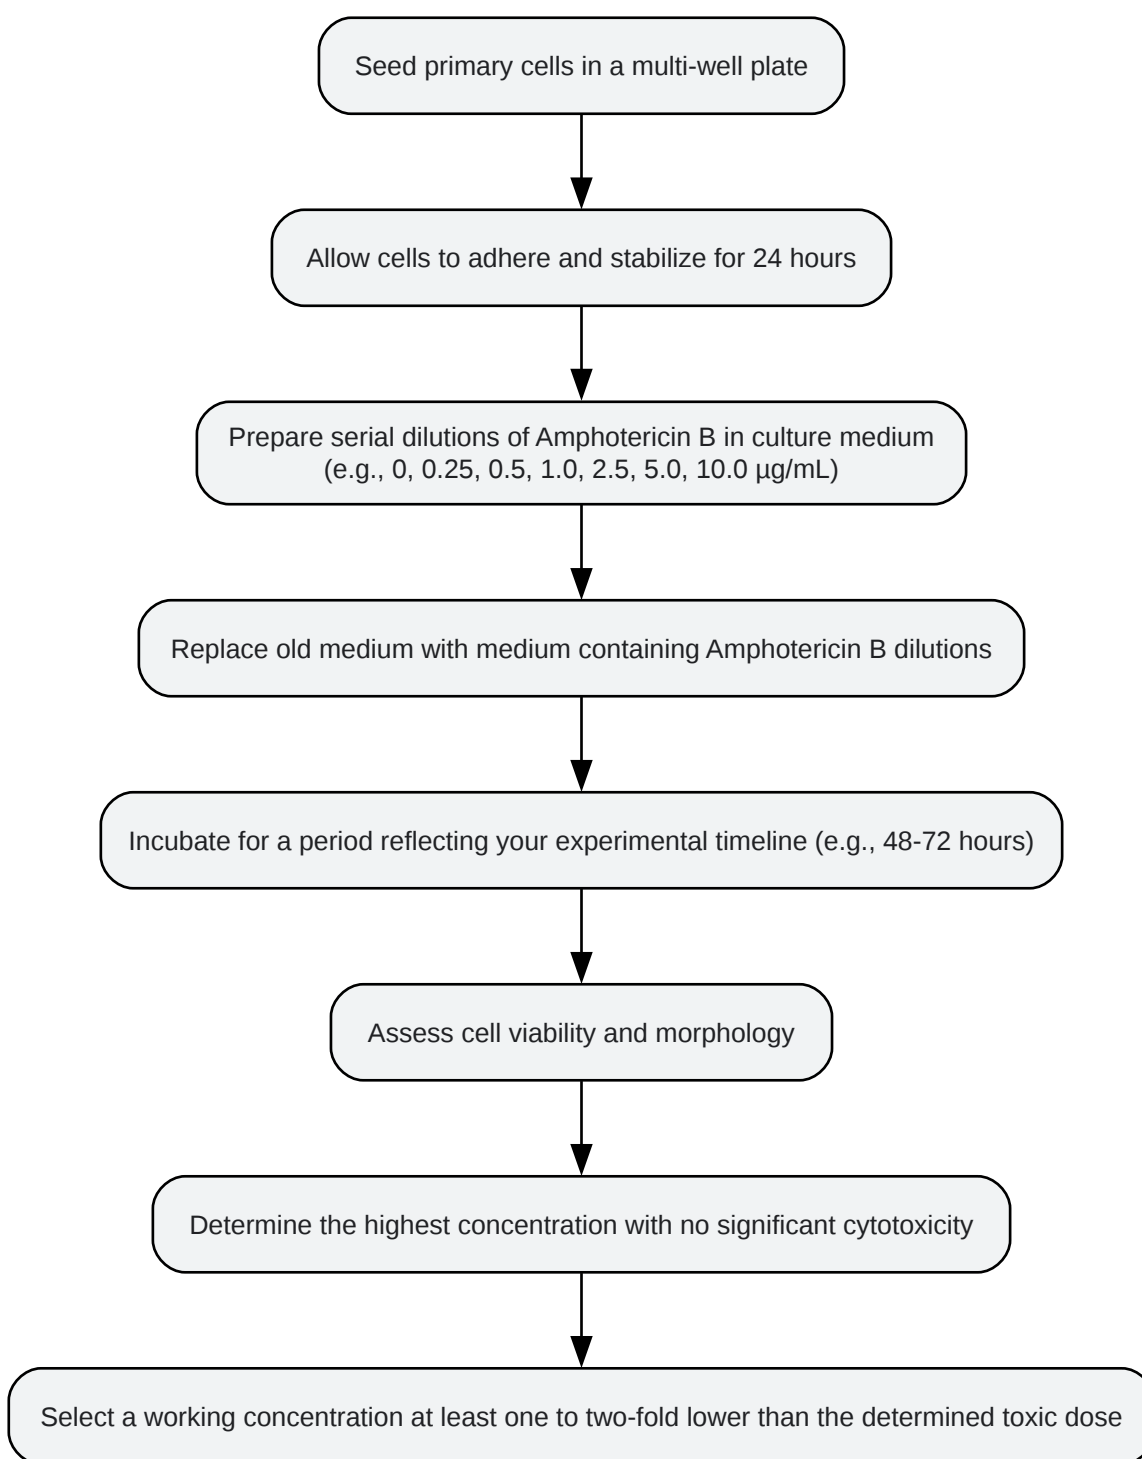 Seed primary cells in a multi-well plate
Allow cells to adhere and stabilize for 24 hours
Prepare serial dilutions of Amphotericin B in culture medium
(e.g., 0, 0.25, 0.5, 1.0, 2.5, 5.0, 10.0 µg/mL)
Replace old medium with medium containing Amphotericin B dilutions
Incubate for a period reflecting your experimental timeline (e.g., 48-72 hours)
Assess cell viability and morphology
Determine the highest concentration with no significant cytotoxicity
Select a working concentration at least one to two-fold lower than the determined toxic dose